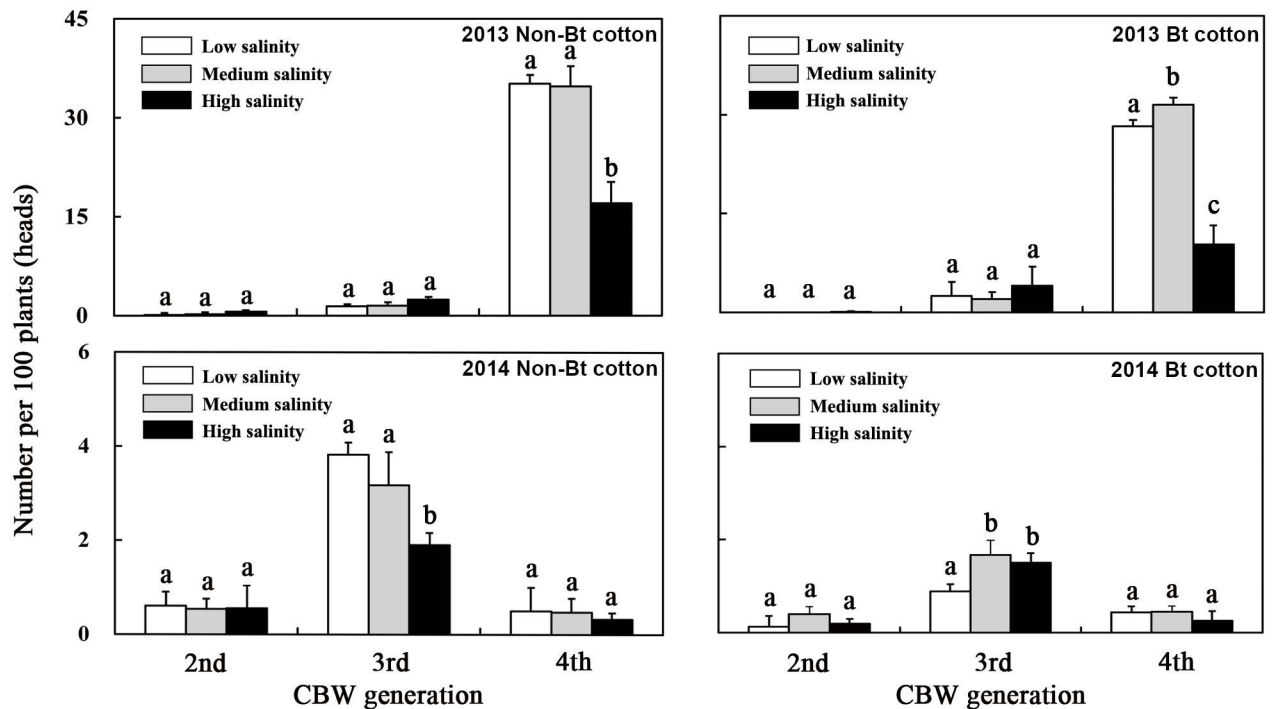 Number per 100 plants (heads)
45
30
15
0
2013 Non-Bt cotton
Low salinity
Medium salinity
High salinity
a a a
a a a
a a b
2013 Bt cotton
Low salinity
Medium salinity
High salinity
a a a
a a a
a b c
6
4
2
0
2014 Non-Bt cotton
Low salinity
Medium salinity
High salinity
a a a
a a b
a a a
2nd 3rd 4th
CBW generation
2014 Bt cotton
Low salinity
Medium salinity
High salinity
a a a
a b b
a a a
2nd 3rd 4th
CBW generation